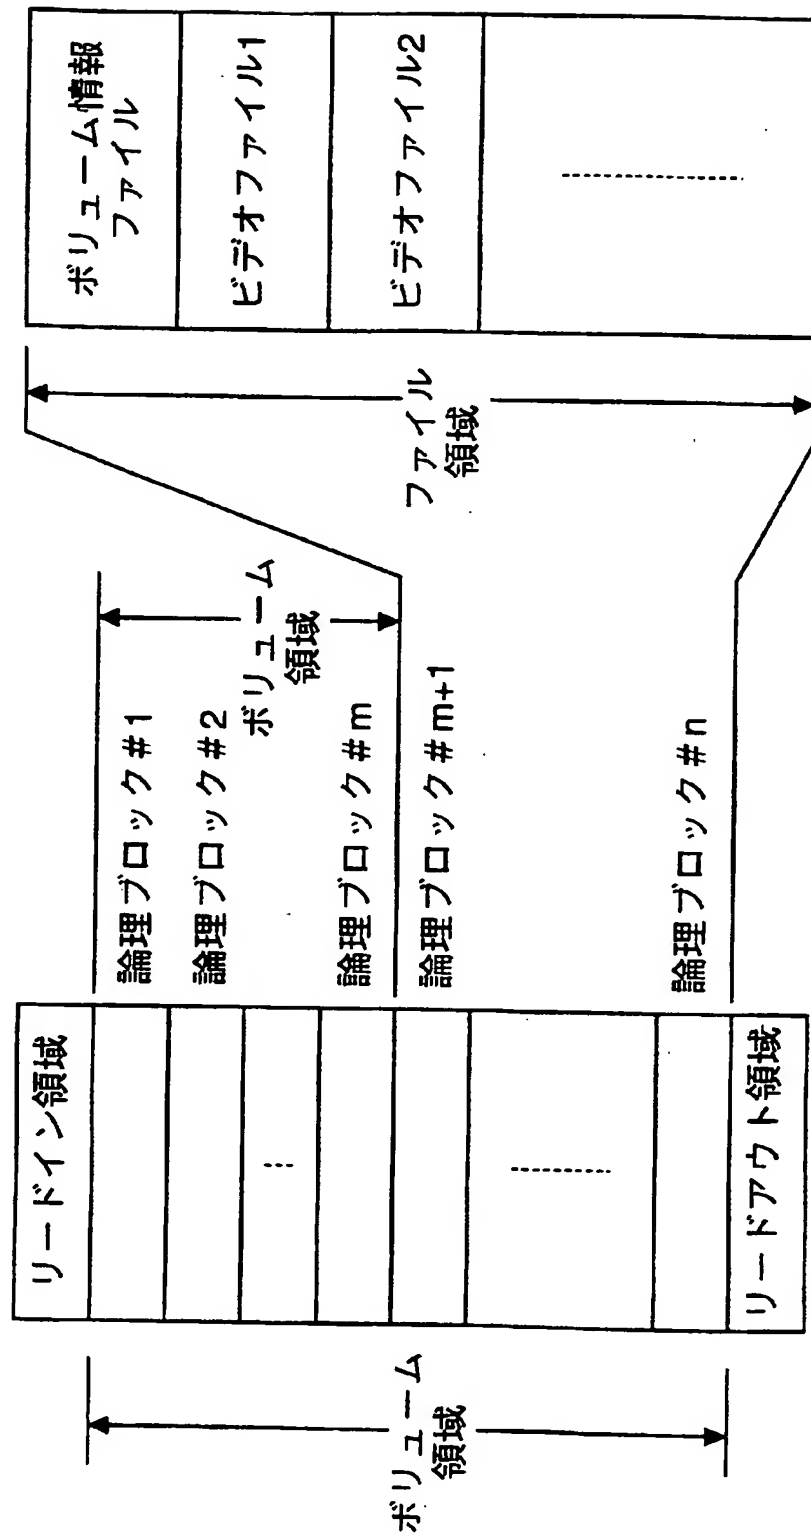 ボリューム
領域
リードイン領域
リードアウト領域
論理ブロック#1
論理ブロック#2
論理ブロック#m
論理ブロック#m+1
論理ブロック#n
ボリューム
領域
ファイル
領域
ボリューム情報
ファイル
ビデオファイル1
ビデオファイル2